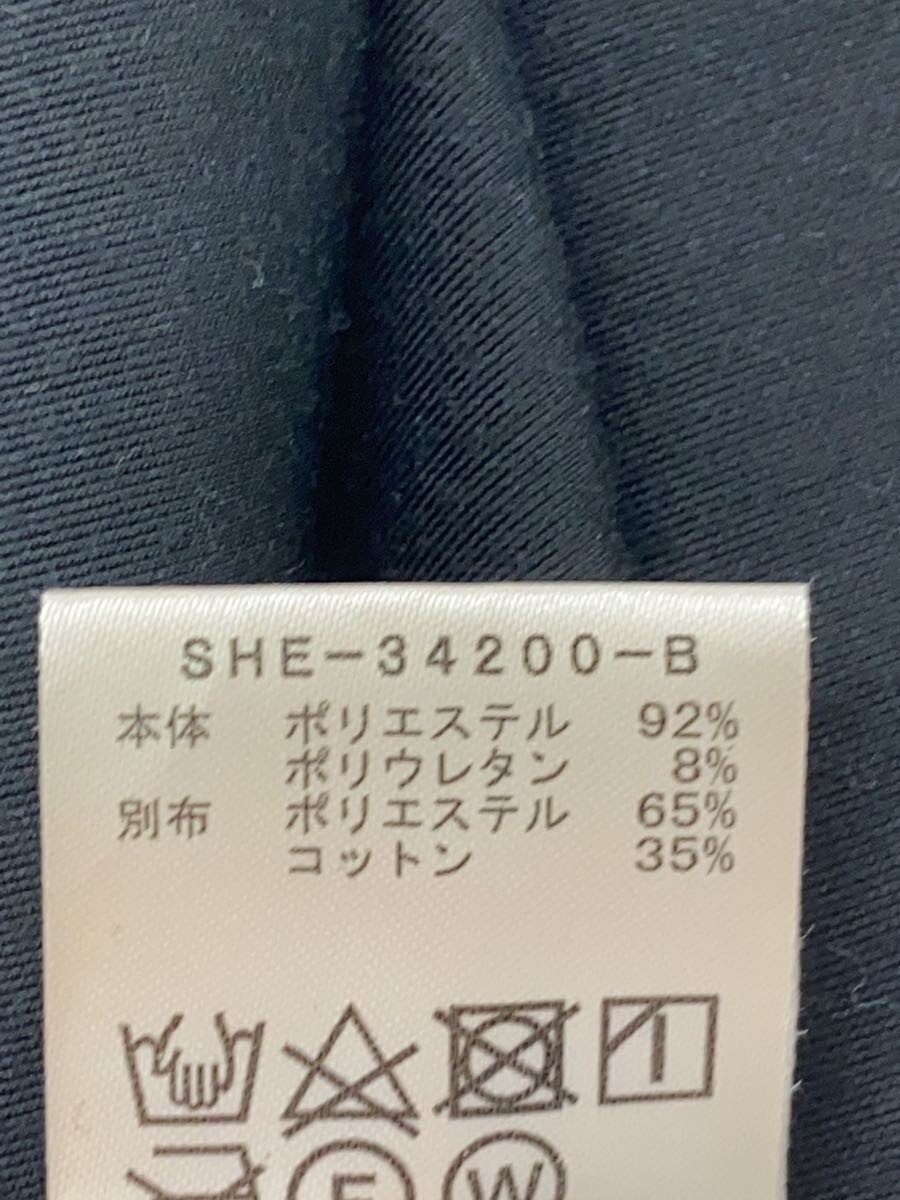 SHE-34200-B
本体 ポリエステル 92%
ポリウレタン 8%
別布 ポリエステル 65%
コットン 35%
F W